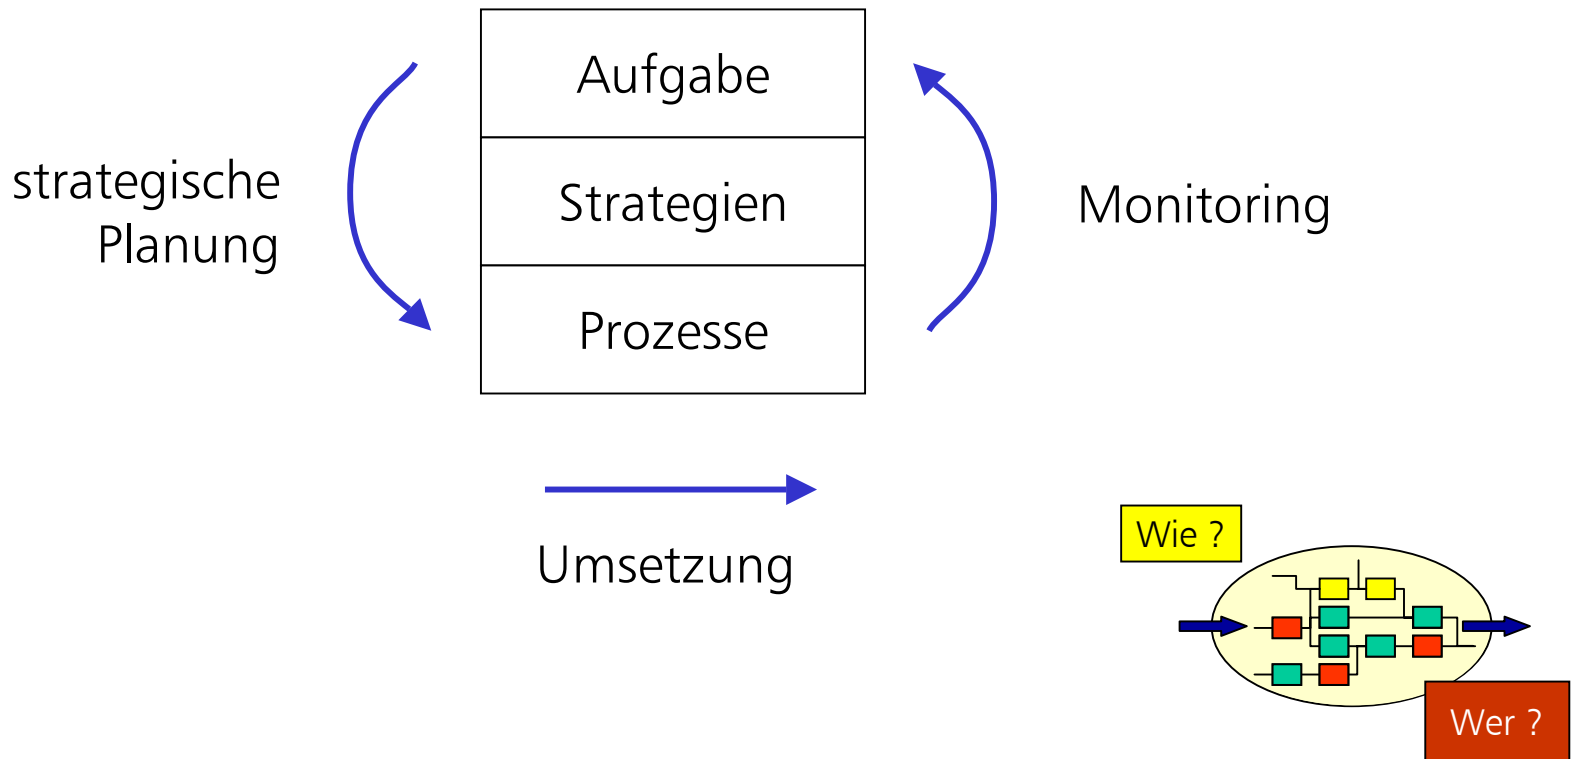 Aufgabe
strategische
Planung
Strategien
Monitoring
Prozesse
Umsetzung
Wie ?
Wer ?